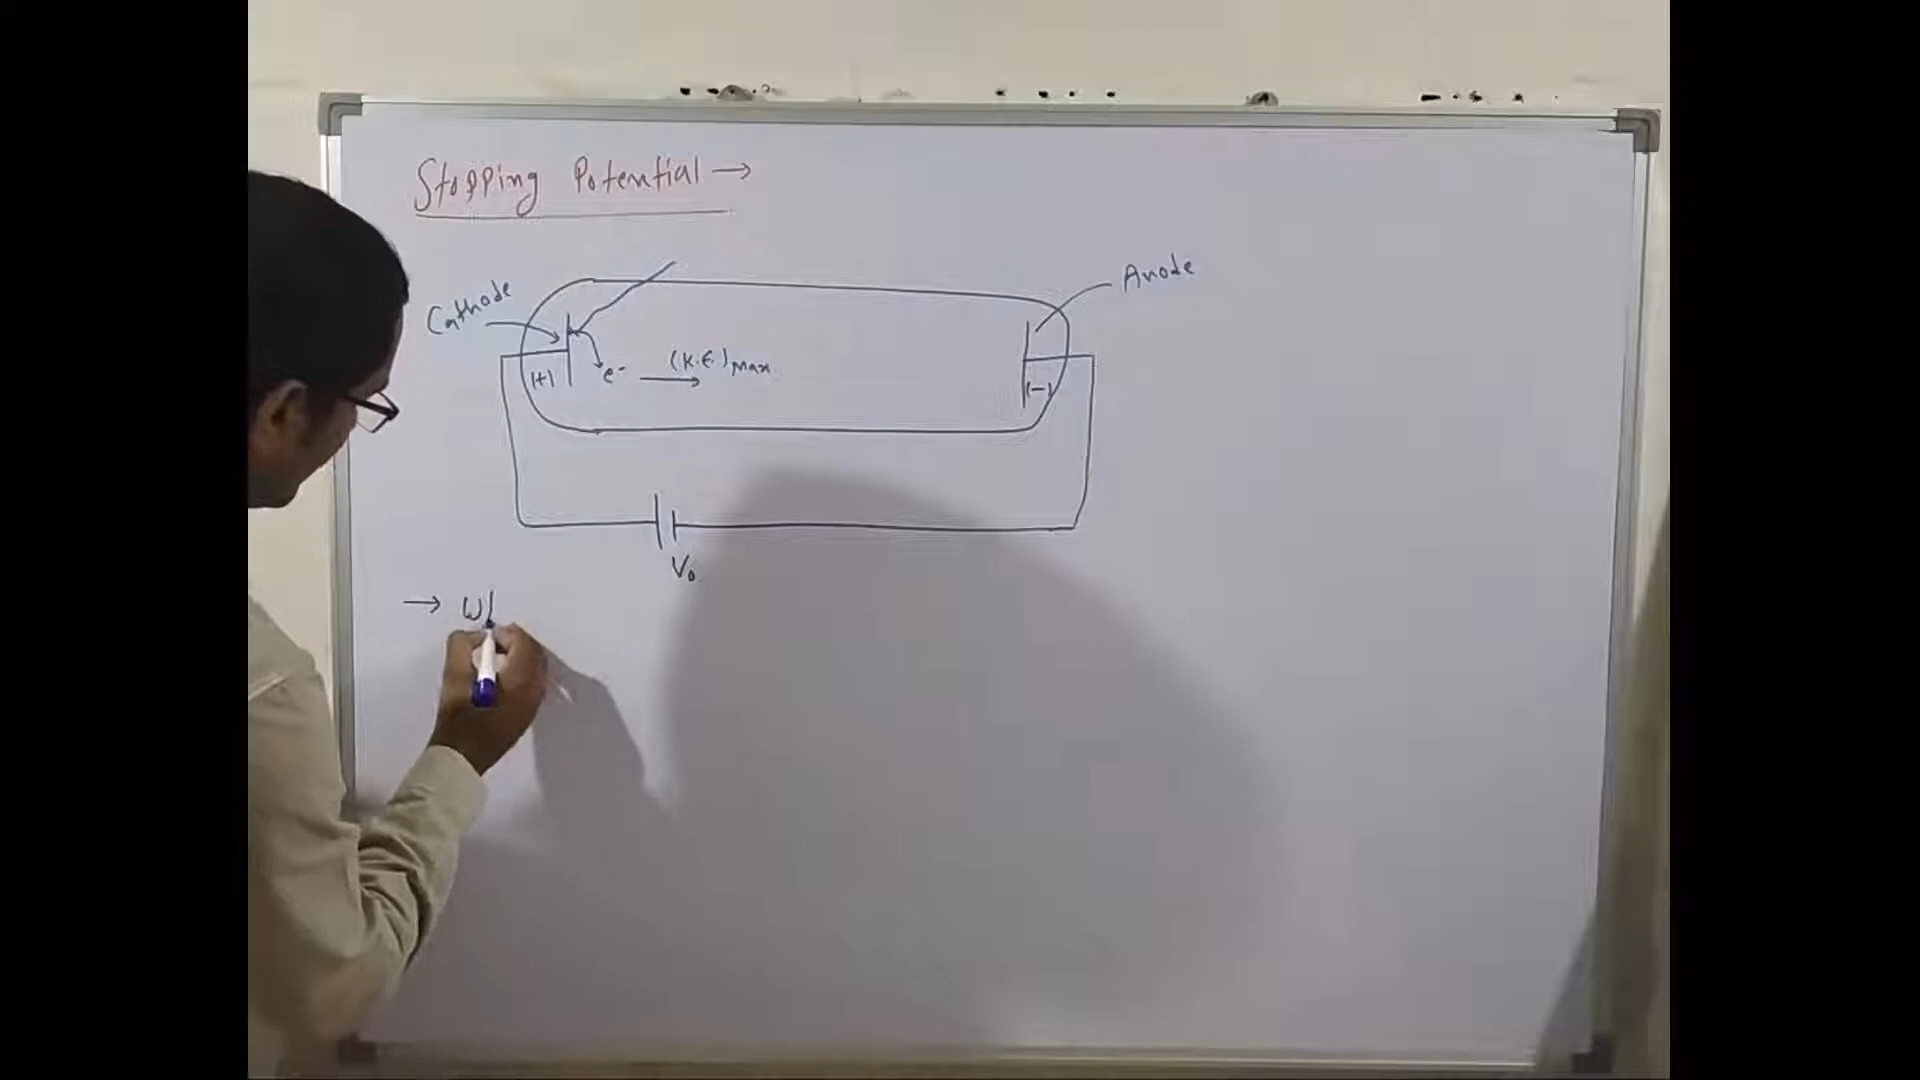 Stopping Potential →
Anode
Cathode
(K.E.)Max
e-
(+)
(-)
V₀
→ W